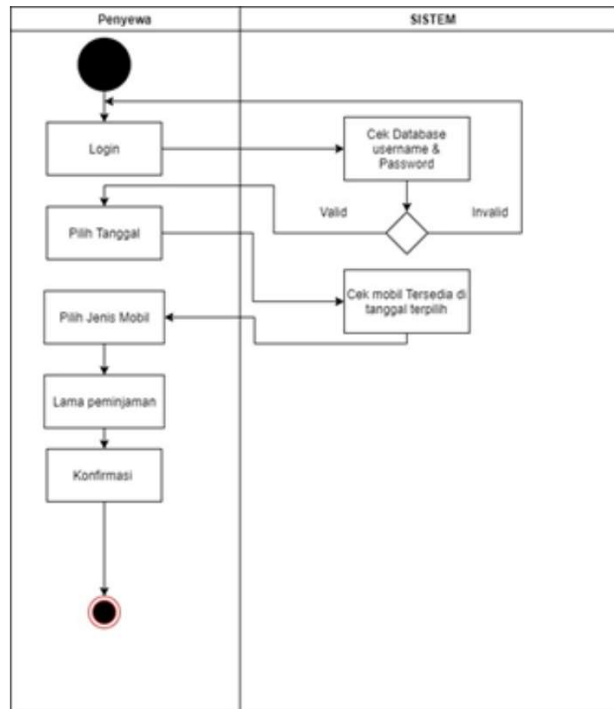 Penyewa
SISTEM
Login
Cek Database
username &
Password
Valid
Invalid
Pilih Tanggal
Cek mobil Tersedia di
tanggal terpilih
Pilih Jenis Mobil
Lama peminjaman
Konfirmasi